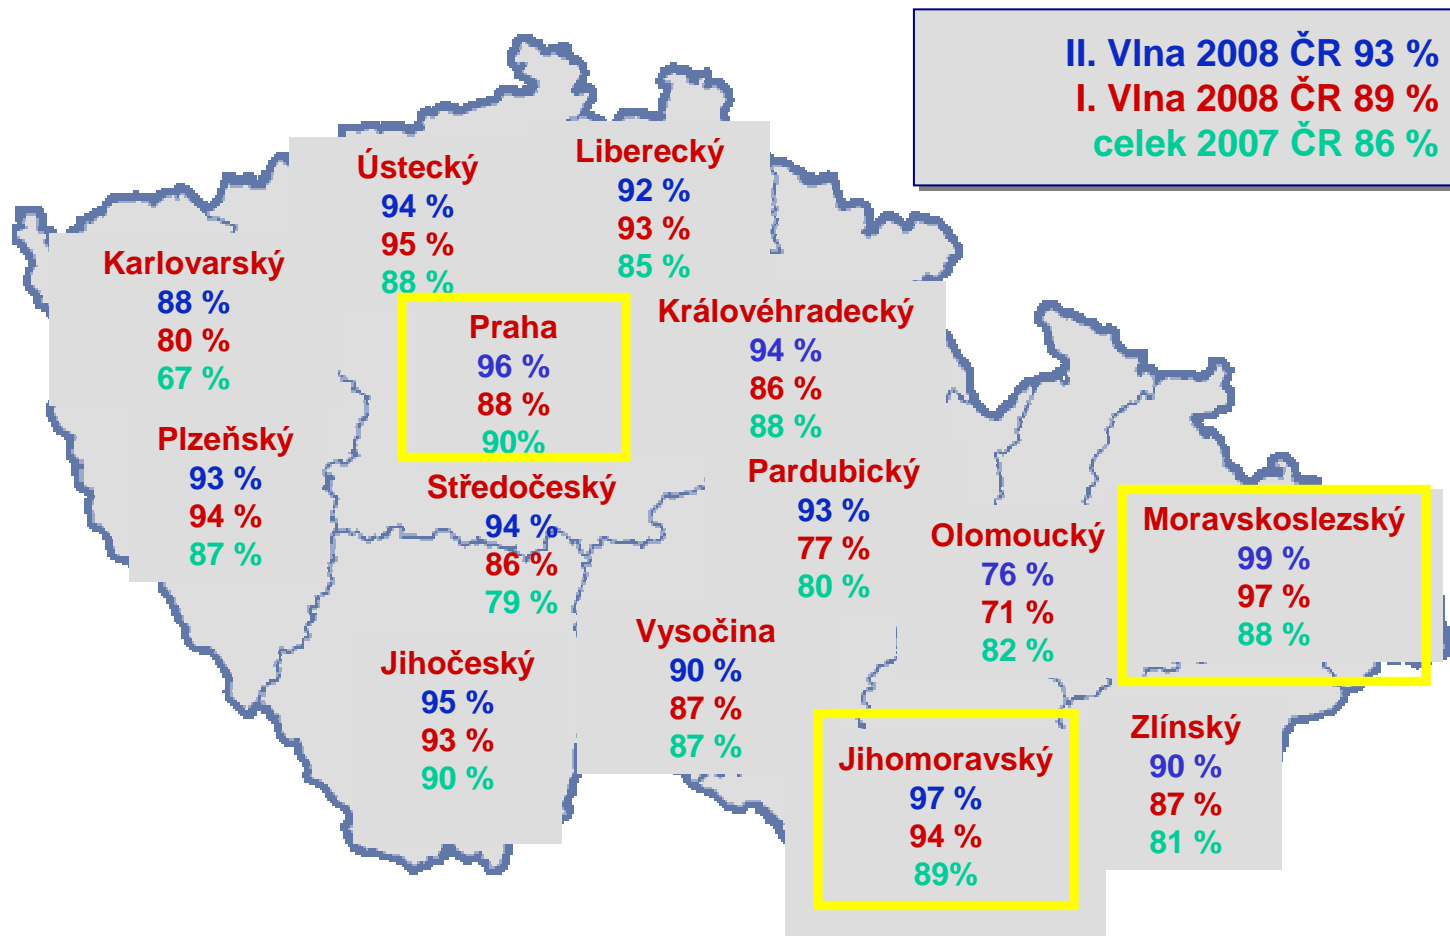 II. Vlna 2008 ČR 93 %
I. Vlna 2008 ČR 89 %
celek 2007 ČR 86 %
Ústecký
94 %
95 %
88 %
Liberecký
92 %
93 %
85 %
Karlovarský
88 %
80 %
67 %
Praha
96 %
88 %
90%
Královéhradecký
94 %
86 %
88 %
Plzeňský
93 %
94 %
87 %
Středočeský
94 %
86 %
79 %
Pardubický
93 %
77 %
80 %
Olomoucký
76 %
71 %
82 %
Moravskoslezský
99 %
97 %
88 %
Jihočeský
95 %
93 %
90 %
Vysočina
90 %
87 %
87 %
Jihomoravský
97 %
94 %
89%
Zlínský
90 %
87 %
81 %